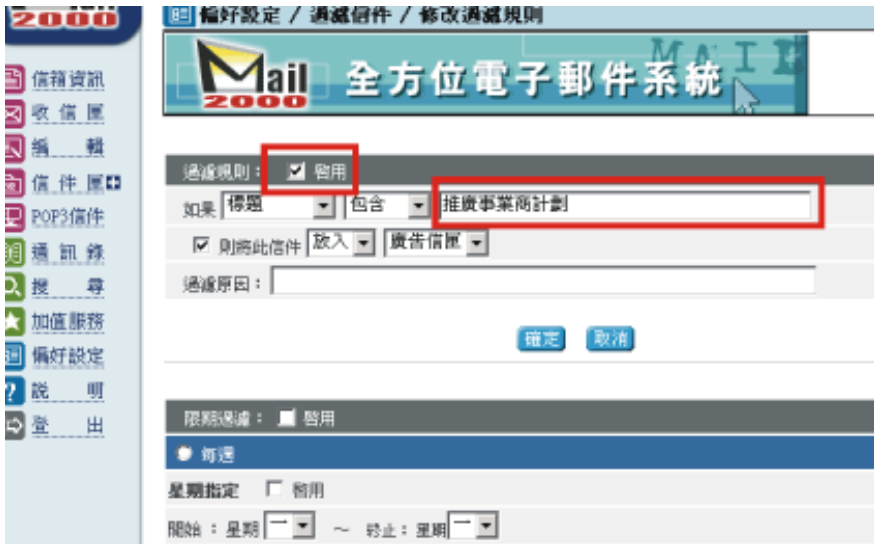 2000
偏好設定 / 過濾信件 / 修改過濾規則
Mail 2000 全方位電子郵件系統
MAIL
信箱資訊
收信匣
編輯
信件匣
POP3信件
通訊錄
搜尋
加值服務
偏好設定
說明
登出
過濾規則： 啓用
如果 標題 包含 推廣事業商計劃
則將此信件 放入 廣告信匣
過濾原因：
確定 取消
限期過濾： 啓用
每週
星期指定 啓用
開始：星期 一 ～ 終止：星期 一